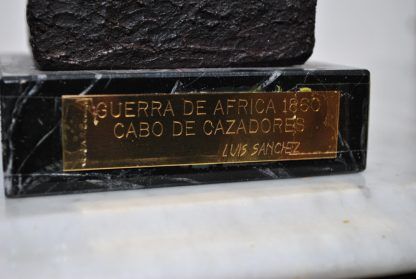 GUERRA DE AFRICA 1860
CABO DE CAZADORES
LUIS SANCHEZ